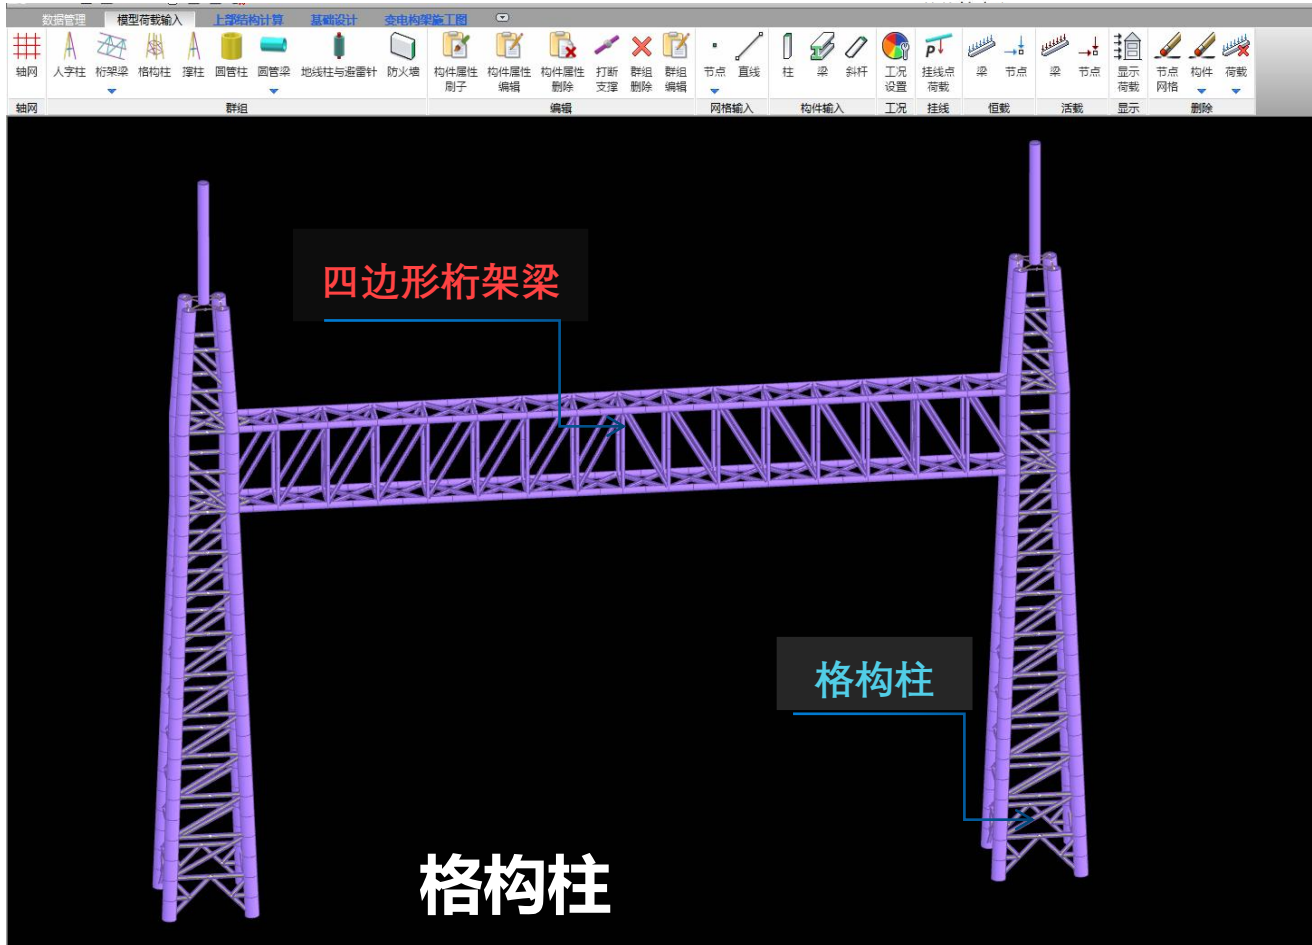 数据管理 模型荷载输入 上部结构计算 基础设计 变电构架施工图
轴网 人字柱 桁架梁 格构柱 撑柱 圆管柱 圆管梁 地线柱与避雷针 防火墙 构件属性 构件属性 构件属性 打断 群组 群组 节点 直线 柱 梁 斜杆 工况 挂线点 梁 节点 梁 节点 显示 节点 构件 荷载
刷子 编辑 删除 支撑 删除 编辑 设置 荷载 荷载 网格
轴网 群组 编辑 网格输入 构件输入 工况 挂线 恒载 活载 显示 删除
四边形桁架梁
格构柱
格构柱